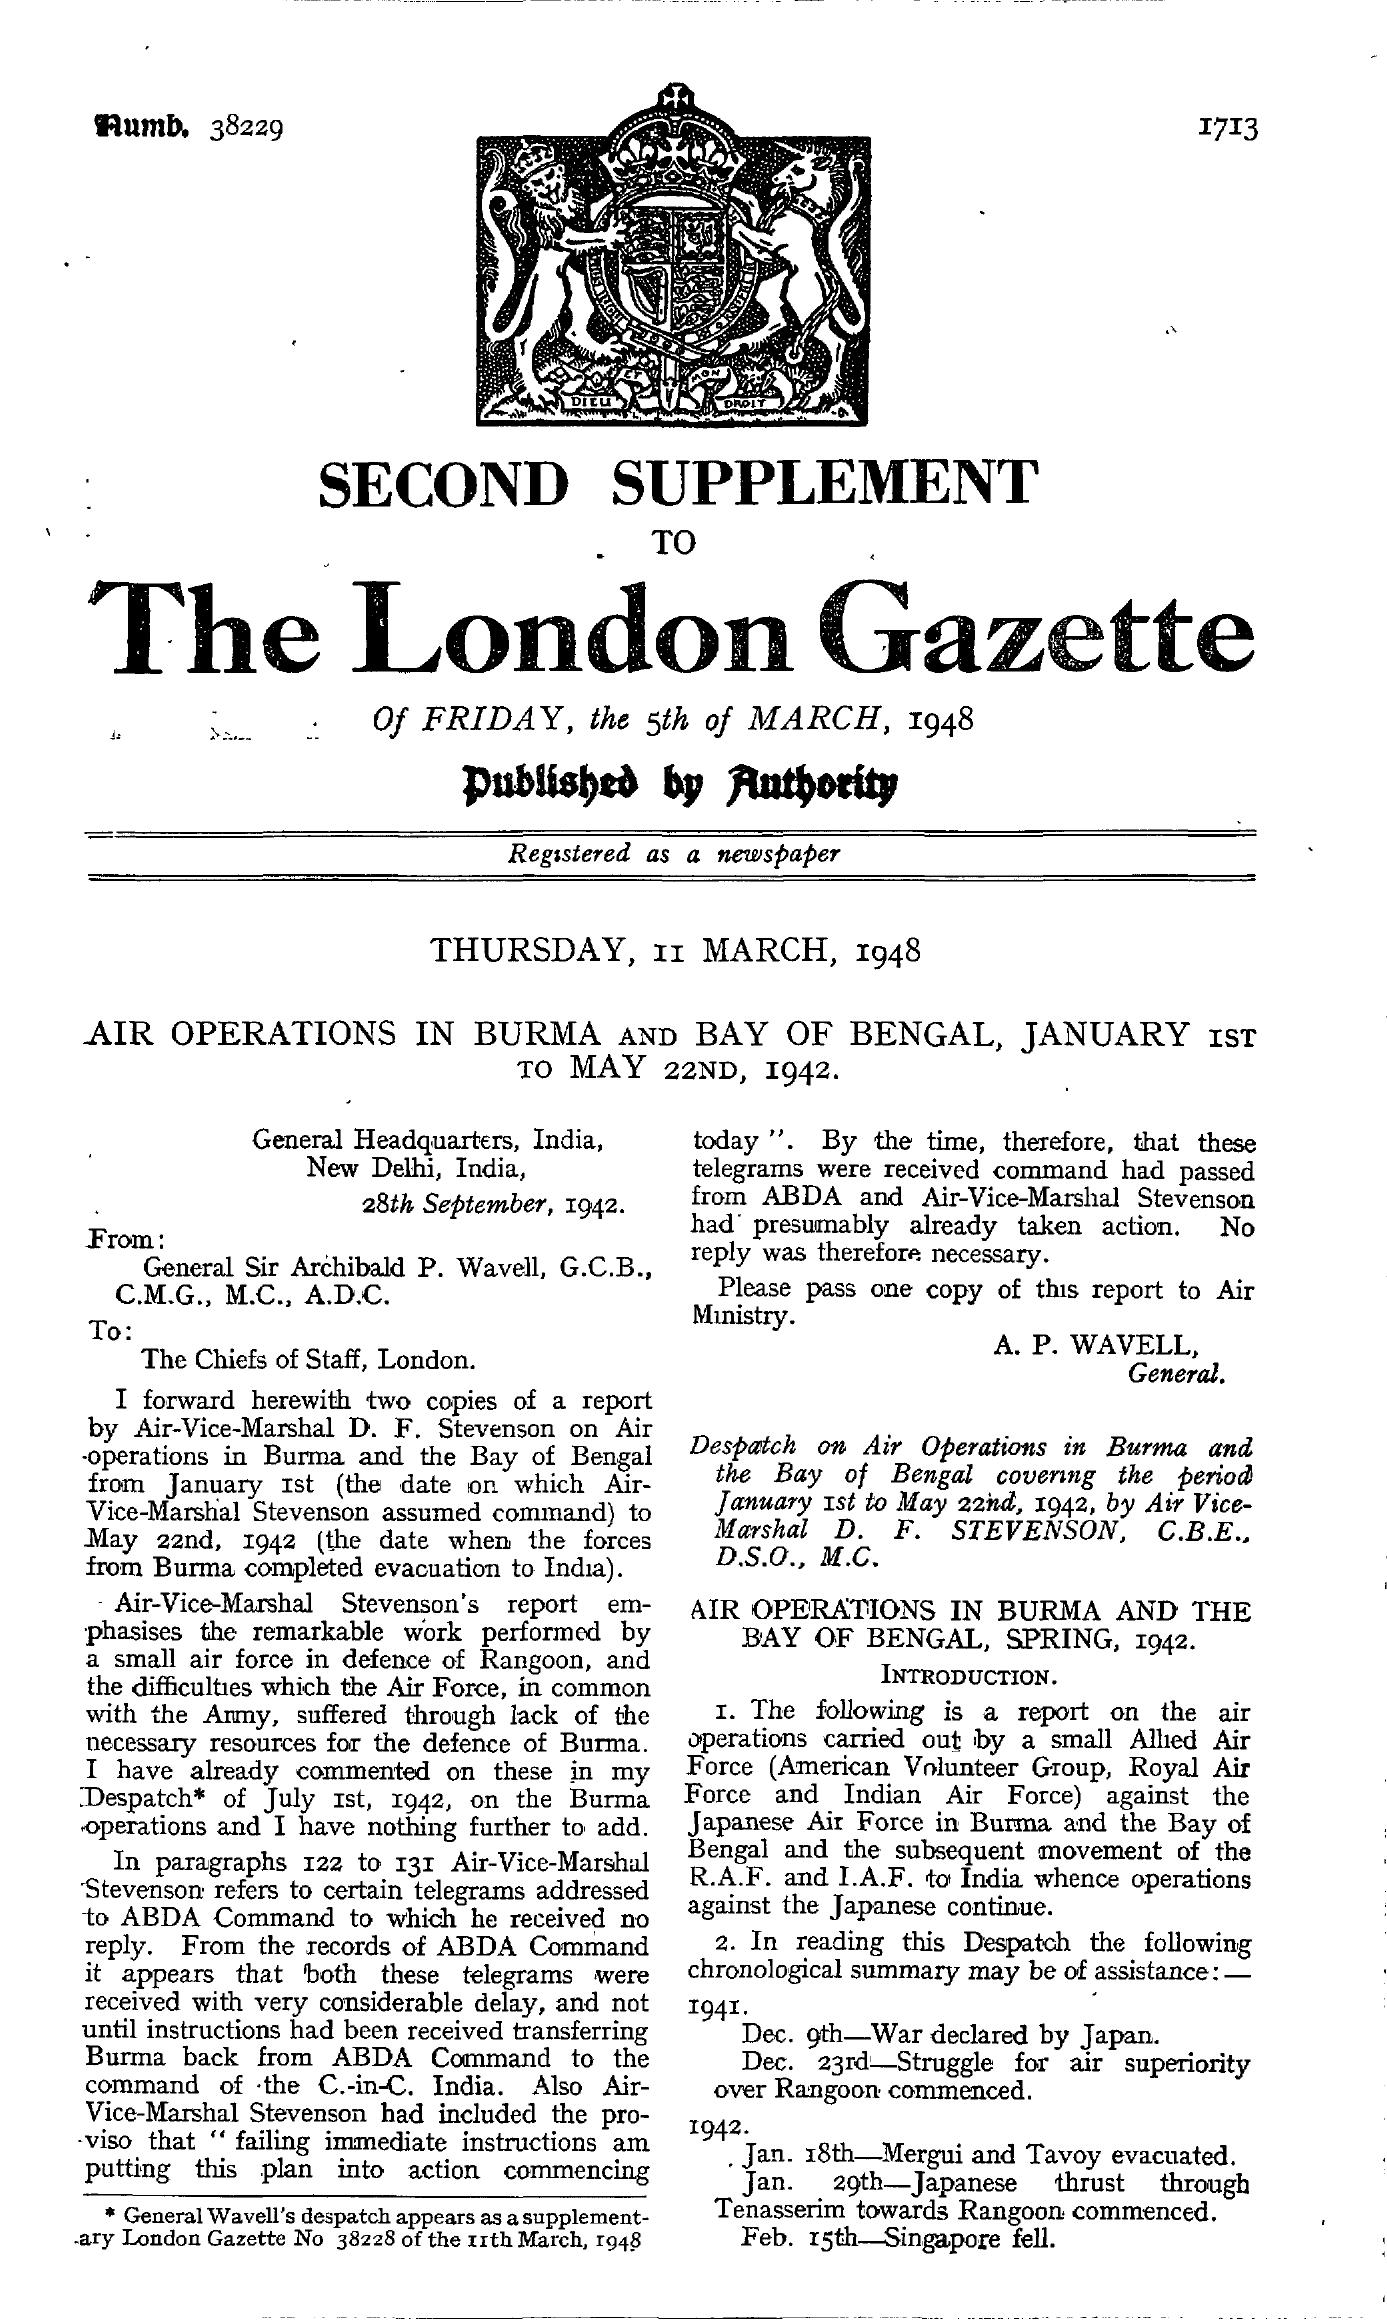 Numb. 38229
1713
DIEU ET MON DROIT
SECOND SUPPLEMENT
TO
The London Gazette
Of FRIDAY, the 5th of MARCH, 1948
Published by Authority
Registered as a newspaper
THURSDAY, 11 MARCH, 1948
AIR OPERATIONS IN BURMA AND BAY OF BENGAL, JANUARY 1ST
TO MAY 22ND, 1942.
General Headquarters, India,
New Delhi, India,
28th September, 1942.
From:
General Sir Archibald P. Wavell, G.C.B.,
C.M.G., M.C., A.D.C.
To:
The Chiefs of Staff, London.
I forward herewith two copies of a report
by Air-Vice-Marshal D. F. Stevenson on Air
operations in Burma and the Bay of Bengal
from January 1st (the date on which Air-
Vice-Marshal Stevenson assumed command) to
May 22nd, 1942 (the date when the forces
from Burma completed evacuation to India).
Air-Vice-Marshal Stevenson's report em-
phasises the remarkable work performed by
a small air force in defence of Rangoon, and
the difficulties which the Air Force, in common
with the Army, suffered through lack of the
necessary resources for the defence of Burma.
I have already commented on these in my
Despatch* of July 1st, 1942, on the Burma
operations and I have nothing further to add.
In paragraphs 122 to 131 Air-Vice-Marshal
Stevenson refers to certain telegrams addressed
to ABDA Command to which he received no
reply. From the records of ABDA Command
it appears that both these telegrams were
received with very considerable delay, and not
until instructions had been received transferring
Burma back from ABDA Command to the
command of the C.-in-C. India. Also Air-
Vice-Marshal Stevenson had included the pro-
viso that " failing immediate instructions am
putting this plan into action commencing
* General Wavell's despatch appears as a supplement-
ary London Gazette No 38228 of the 11th March, 1948
today ". By the time, therefore, that these
telegrams were received command had passed
from ABDA and Air-Vice-Marshal Stevenson
had presumably already taken action. No
reply was therefore necessary.
Please pass one copy of this report to Air
Ministry.
A. P. WAVELL,
General.
Despatch on Air Operations in Burma and
the Bay of Bengal covering the period
January 1st to May 22nd, 1942, by Air Vice-
Marshal D. F. STEVENSON, C.B.E.,
D.S.O., M.C.
AIR OPERATIONS IN BURMA AND THE
BAY OF BENGAL, SPRING, 1942.
INTRODUCTION.
1. The following is a report on the air
operations carried out by a small Allied Air
Force (American Volunteer Group, Royal Air
Force and Indian Air Force) against the
Japanese Air Force in Burma and the Bay of
Bengal and the subsequent movement of the
R.A.F. and I.A.F. to India whence operations
against the Japanese continue.
2. In reading this Despatch the following
chronological summary may be of assistance:—
1941.
Dec. 9th—War declared by Japan.
Dec. 23rd—Struggle for air superiority
over Rangoon commenced.
1942.
Jan. 18th—Mergui and Tavoy evacuated.
Jan. 29th—Japanese thrust through
Tenasserim towards Rangoon commenced.
Feb. 15th—Singapore fell.